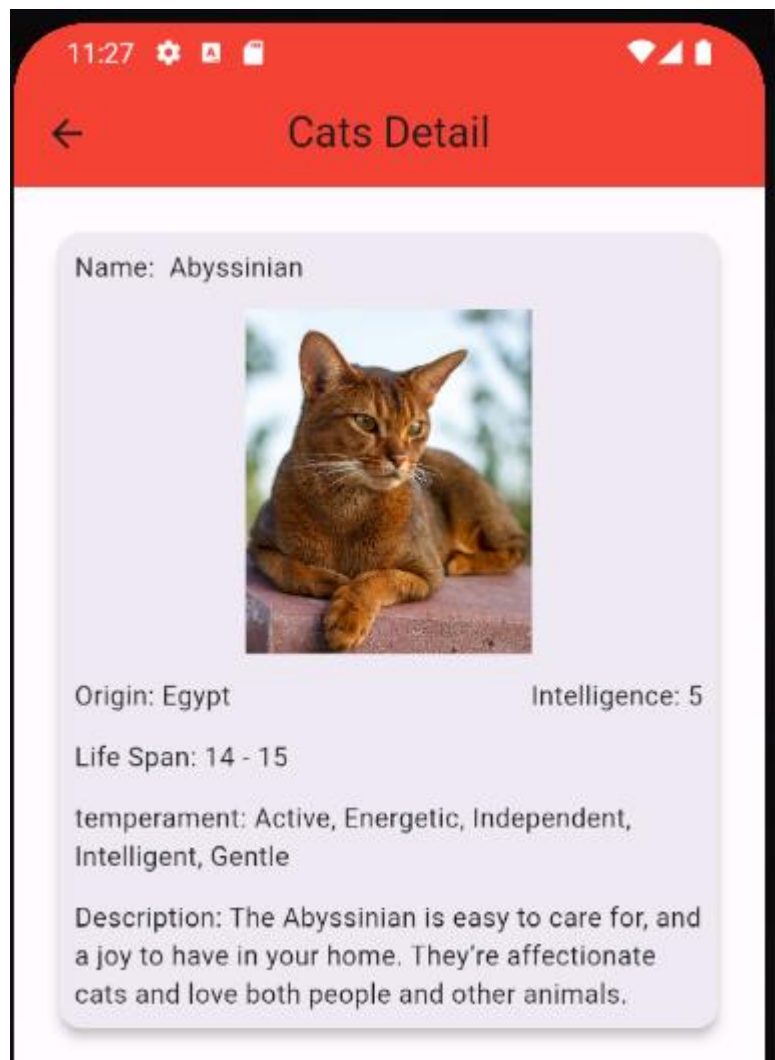 11:27
Cats Detail
Name: Abyssinian
Origin: Egypt
Intelligence: 5
Life Span: 14 - 15
temperament: Active, Energetic, Independent,
Intelligent, Gentle
Description: The Abyssinian is easy to care for, and
a joy to have in your home. They’re affectionate
cats and love both people and other animals.